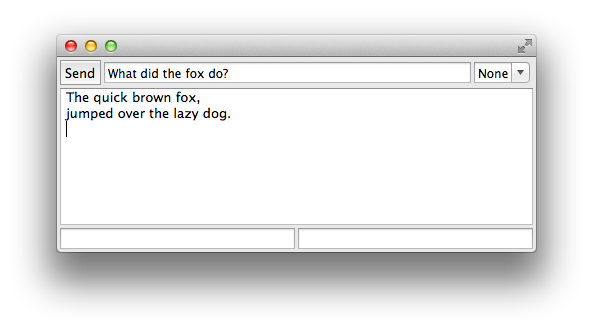 Send
What did the fox do?
None
The quick brown fox,
jumped over the lazy dog.